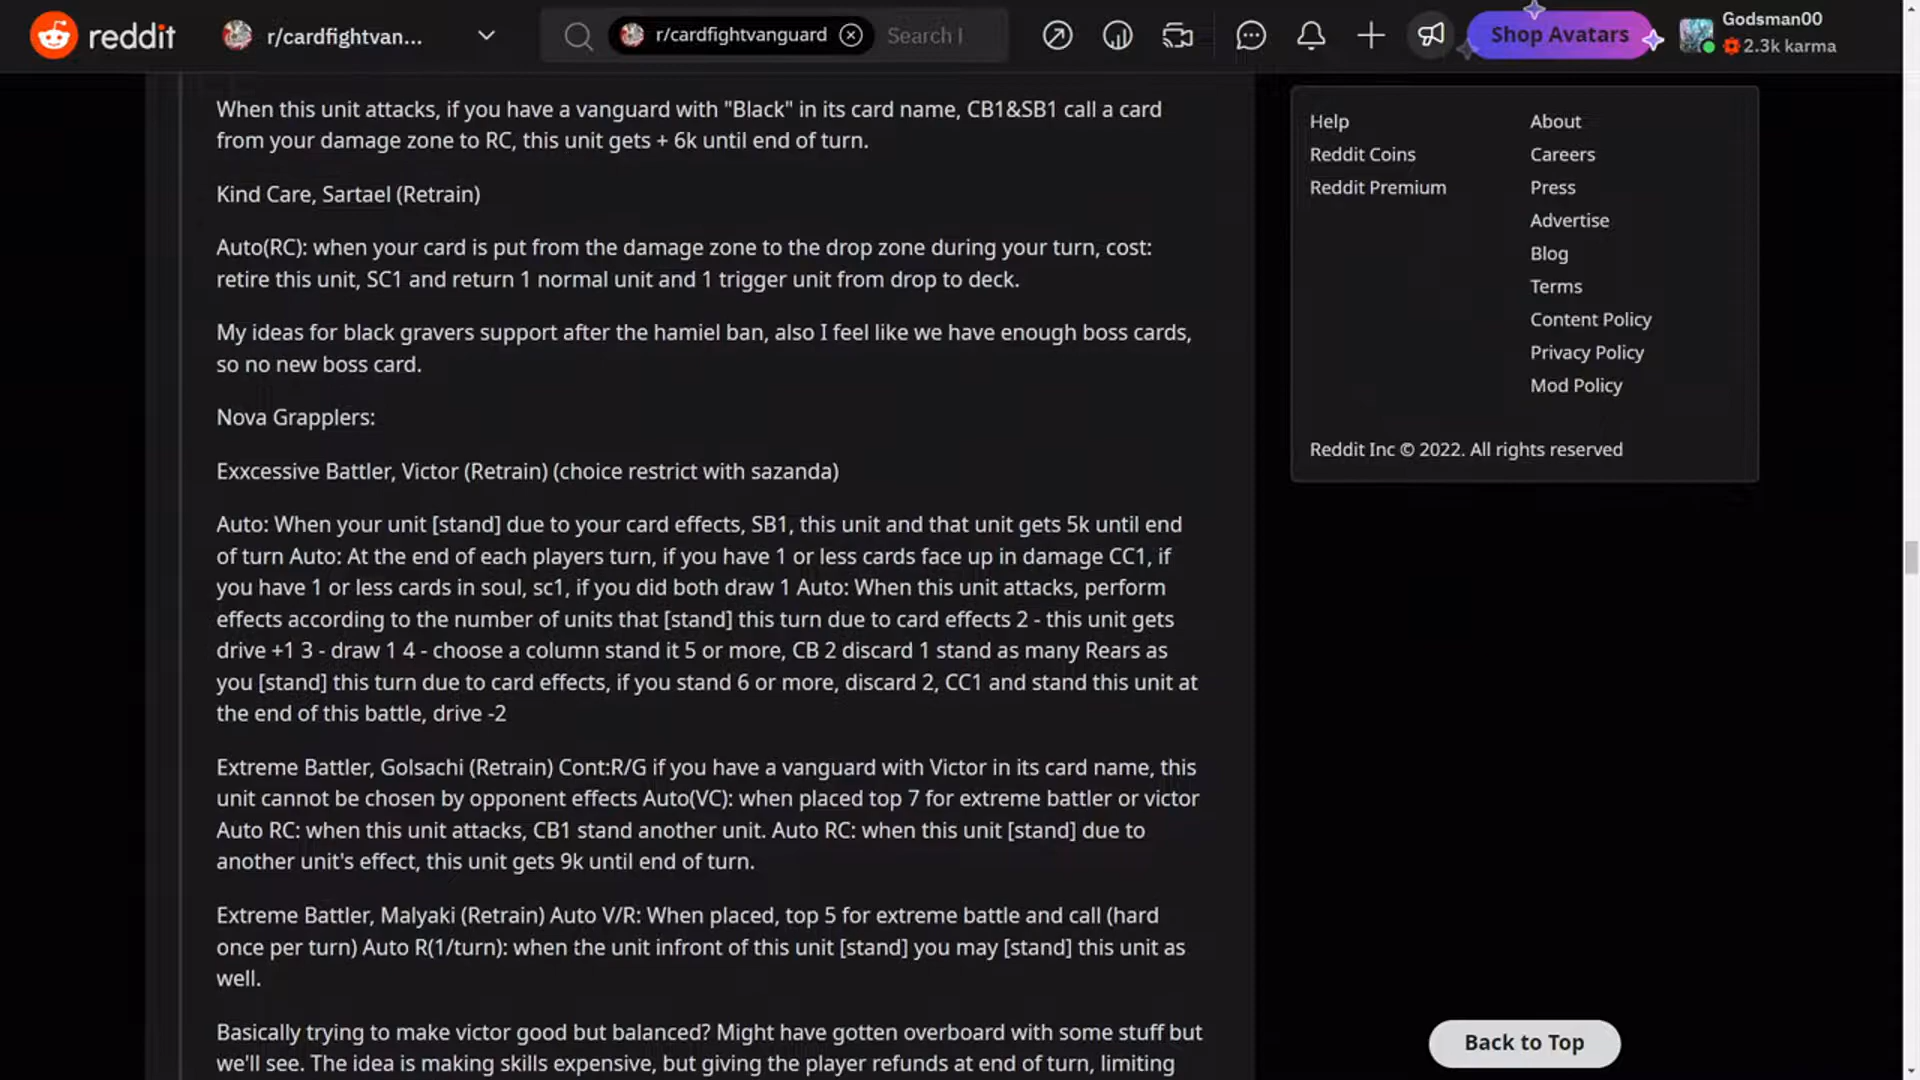 reddit
r/cardfightvan...
r/cardfightvanguard
Search
Shop Avatars
Godsman00
2.3k karma
When this unit attacks, if you have a vanguard with "Black" in its card name, CB1&SB1 call a card
from your damage zone to RC, this unit gets + 6k until end of turn.
Kind Care, Sartael (Retrain)
Auto(RC): when your card is put from the damage zone to the drop zone during your turn, cost:
retire this unit, SC1 and return 1 normal unit and 1 trigger unit from drop to deck.
My ideas for black gravers support after the hamiel ban, also I feel like we have enough boss cards,
so no new boss card.
Nova Grapplers:
Exxcessive Battler, Victor (Retrain) (choice restrict with sazanda)
Auto: When your unit [stand] due to your card effects, SB1, this unit and that unit gets 5k until end
of turn Auto: At the end of each players turn, if you have 1 or less cards face up in damage CC1, if
you have 1 or less cards in soul, sc1, if you did both draw 1 Auto: When this unit attacks, perform
effects according to the number of units that [stand] this turn due to card effects 2 - this unit gets
drive +1 3 - draw 1 4 - choose a column stand it 5 or more, CB 2 discard 1 stand as many Rears as
you [stand] this turn due to card effects, if you stand 6 or more, discard 2, CC1 and stand this unit at
the end of this battle, drive -2
Extreme Battler, Golsachi (Retrain) Cont:R/G if you have a vanguard with Victor in its card name, this
unit cannot be chosen by opponent effects Auto(VC): when placed top 7 for extreme battler or victor
Auto RC: when this unit attacks, CB1 stand another unit. Auto RC: when this unit [stand] due to
another unit's effect, this unit gets 9k until end of turn.
Extreme Battler, Malyaki (Retrain) Auto V/R: When placed, top 5 for extreme battle and call (hard
once per turn) Auto R(1/turn): when the unit infront of this unit [stand] you may [stand] this unit as
well.
Basically trying to make victor good but balanced? Might have gotten overboard with some stuff but
we'll see. The idea is making skills expensive, but giving the player refunds at end of turn, limiting
Help
Reddit Coins
Reddit Premium
About
Careers
Press
Advertise
Blog
Terms
Content Policy
Privacy Policy
Mod Policy
Reddit Inc © 2022. All rights reserved
Back to Top